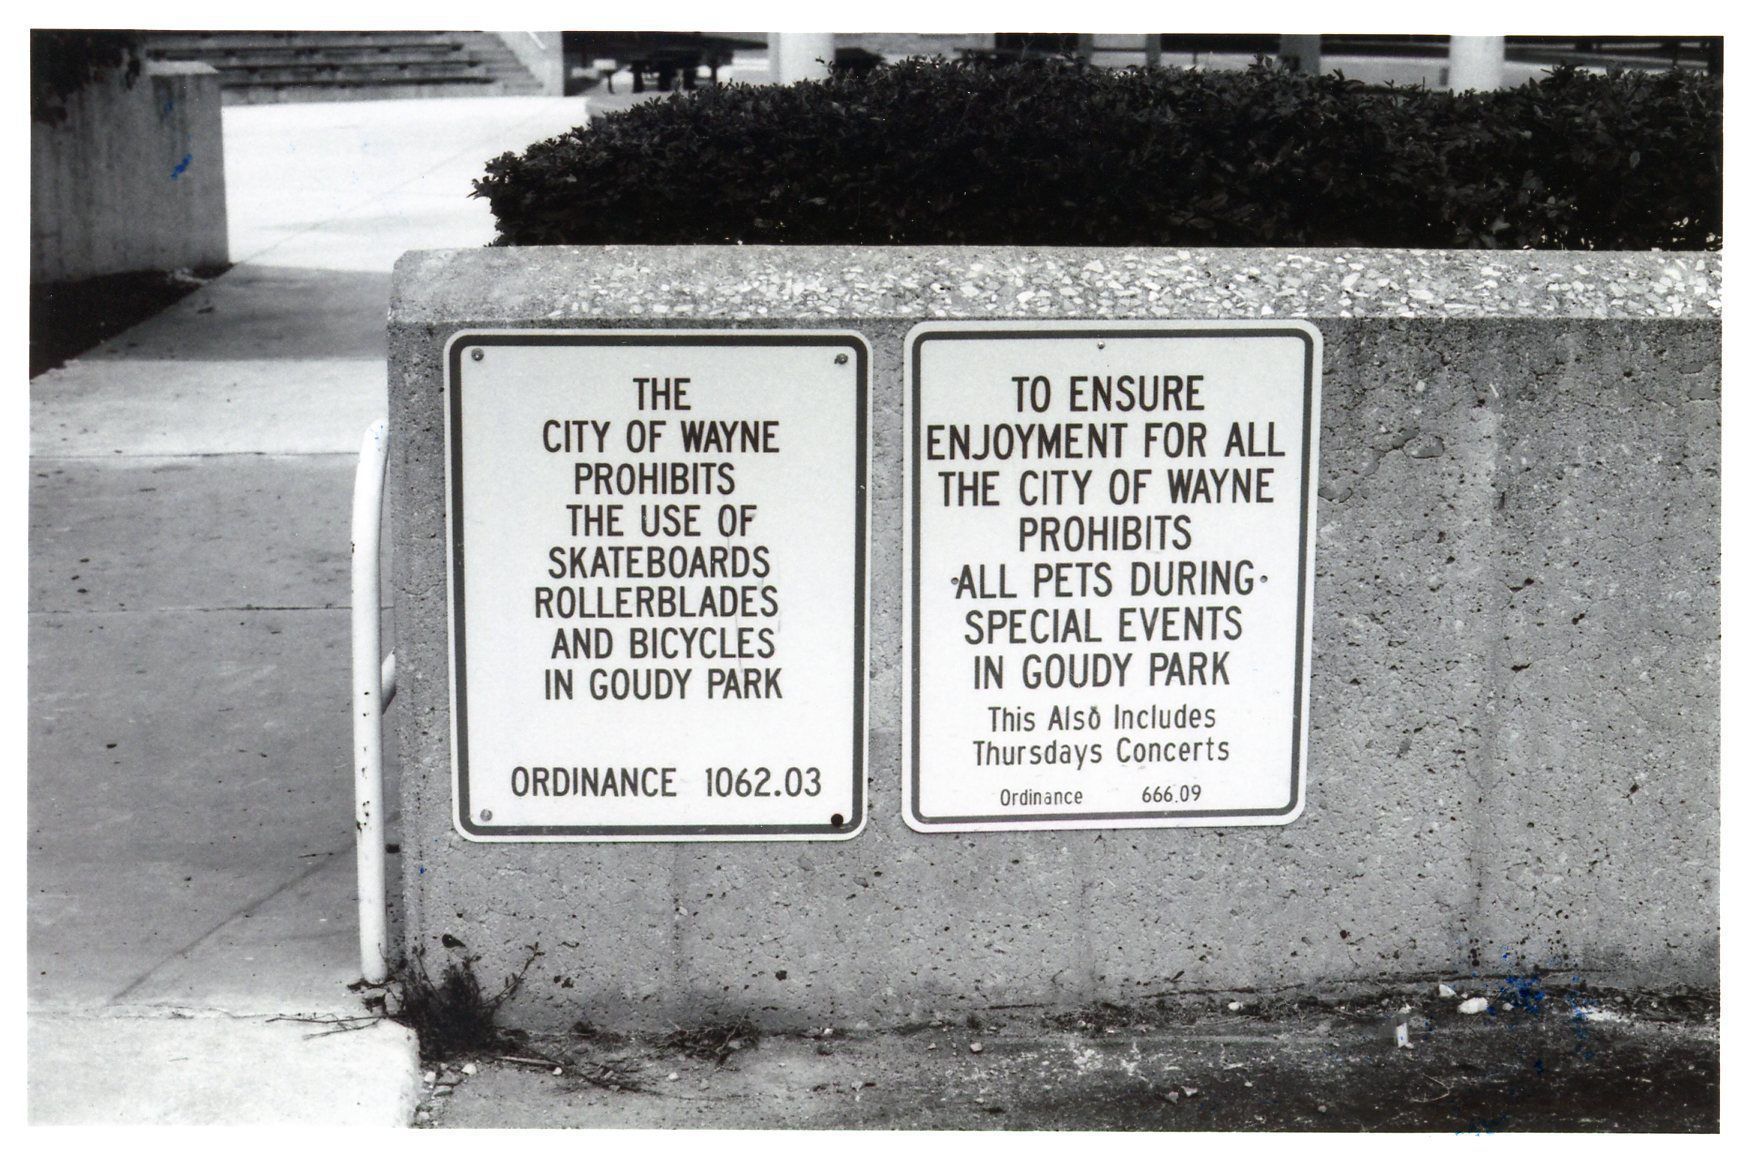 THE
CITY OF WAYNE
PROHIBITS
THE USE OF
SKATEBOARDS
ROLLERBLADES
AND BICYCLES
IN GOUDY PARK
ORDINANCE 1062.03
TO ENSURE
ENJOYMENT FOR ALL
THE CITY OF WAYNE
PROHIBITS
ALL PETS DURING
SPECIAL EVENTS
IN GOUDY PARK
This Also Includes
Thursdays Concerts
Ordinance 666.09